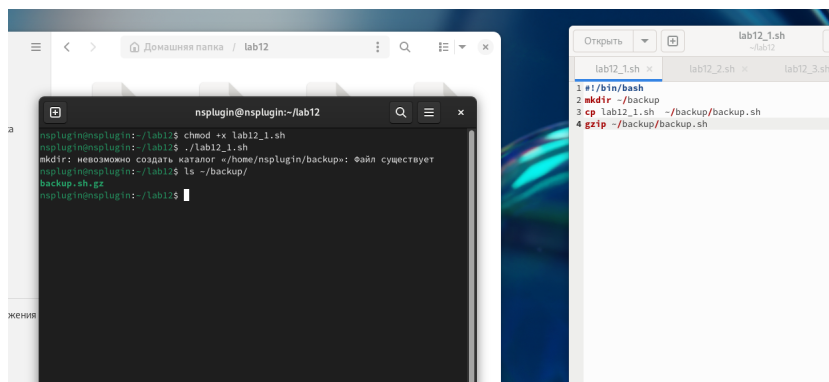 Домашняя папка / lab12
nsplugin@nsplugin:~/lab12
nsplugin@nsplugin:~/lab12$ chmod +x lab12_1.sh
nsplugin@nsplugin:~/lab12$ ./lab12_1.sh
mkdir: невозможно создать каталог «/home/nsplugin/backup»: Файл существует
nsplugin@nsplugin:~/lab12$ ls ~/backup/
backup.sh.gz
nsplugin@nsplugin:~/lab12$
жения
Открыть
lab12_1.sh
~/lab12
lab12_1.sh × lab12_2.sh × lab12_3.sh
1 #!/bin/bash
2 mkdir ~/backup
3 cp lab12_1.sh ~/backup/backup.sh
4 gzip ~/backup/backup.sh